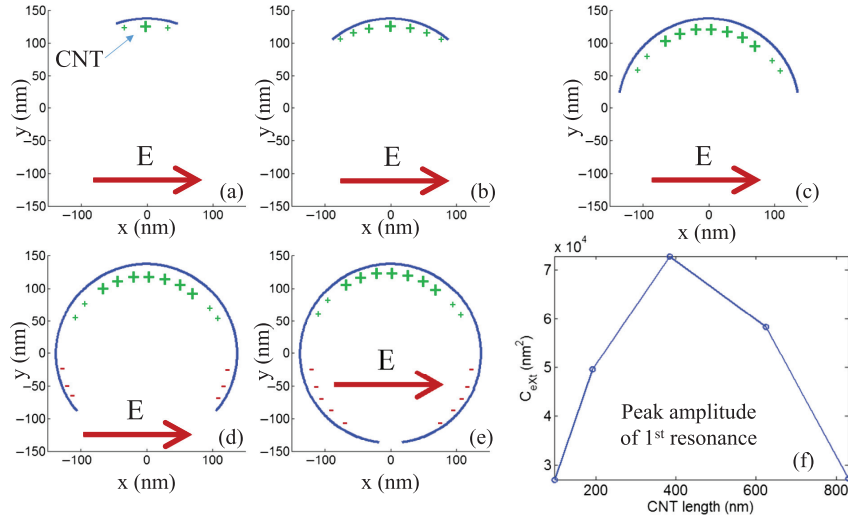 150
100
50
0
−50
−100
−150
y (nm)
CNT
E
(a)
−100 0 100
x (nm)
150
100
50
0
−50
−100
−150
y (nm)
E
(b)
−100 0 100
x (nm)
150
100
50
0
−50
−100
−150
y (nm)
E
(c)
−100 0 100
x (nm)
150
100
50
0
−50
−100
−150
y (nm)
E
(d)
−100 0 100
x (nm)
150
100
50
0
−50
−100
−150
y (nm)
E
(e)
−100 0 100
x (nm)
x 10⁴
7
6
5
4
3
C_eXt (nm²)
Peak amplitude
of 1st resonance
(f)
200 400 600 800
CNT length (nm)